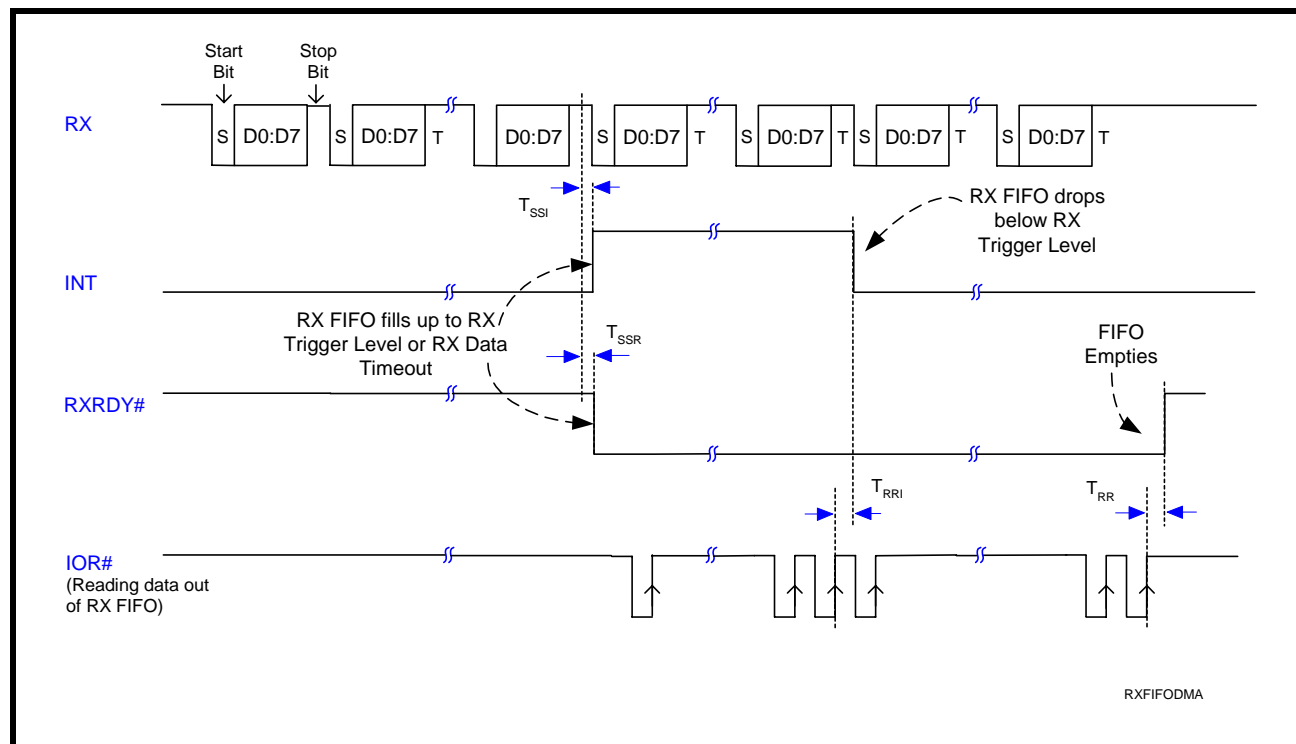 Start
Bit
Stop
Bit
RX
S D0:D7 S D0:D7 T D0:D7 S D0:D7 T S D0:D7 T S D0:D7 T S D0:D7 T
TSSI
RX FIFO drops
below RX
Trigger Level
INT
RX FIFO fills up to RX
Trigger Level or RX Data
Timeout
TSSR
FIFO
Empties
RXRDY#
TRRI
TRR
IOR#
(Reading data out
of RX FIFO)
RXFIFODMA